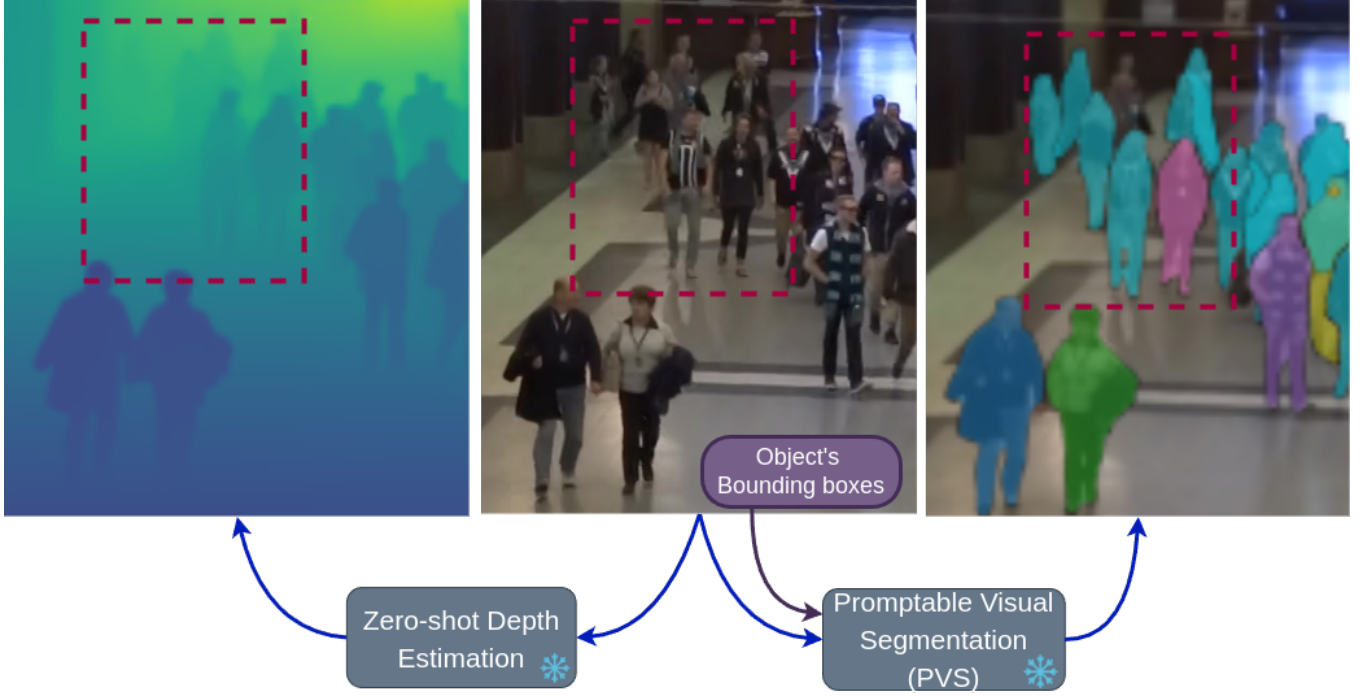 Object's
Bounding boxes
Zero-shot Depth
Estimation
Promptable Visual
Segmentation
(PVS)